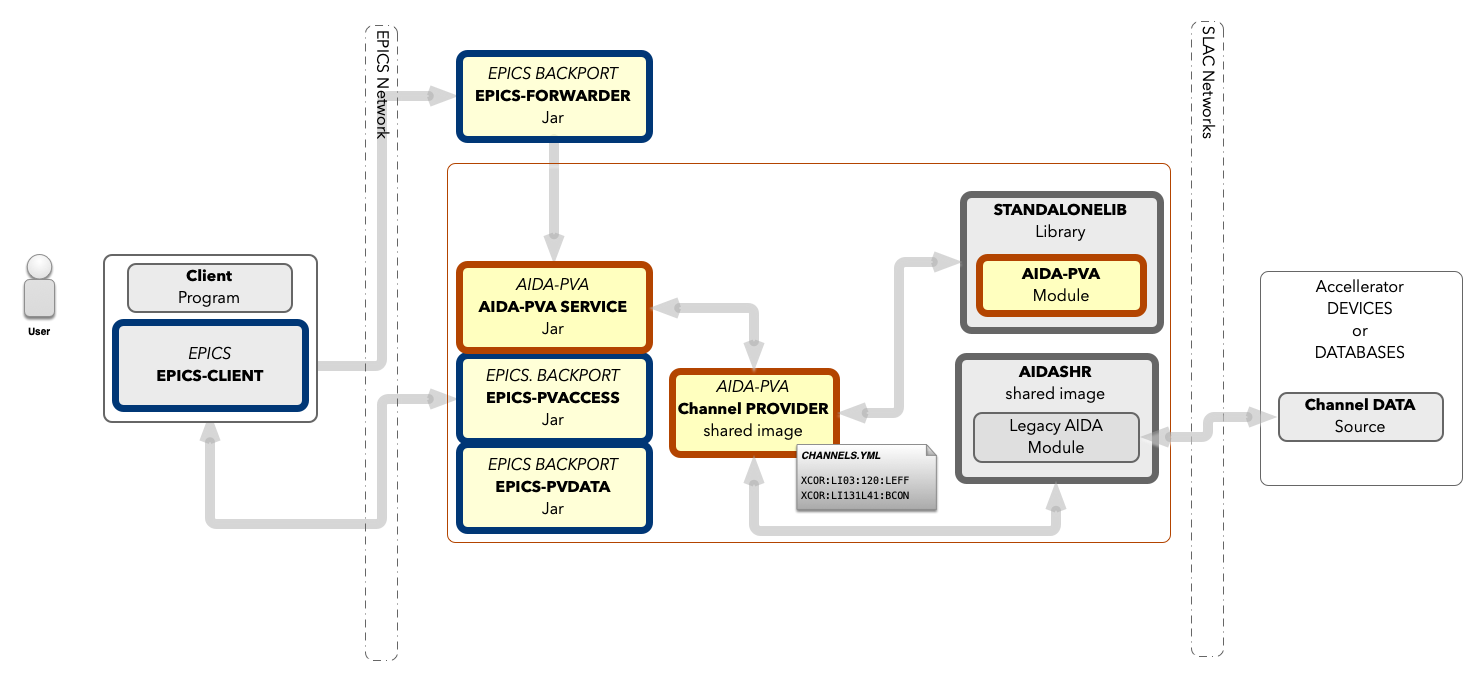 EPICS Network
SLAC Networks
EPICS BACKPORT
EPICS-FORWARDER
Jar
User
Client
Program
EPICS
EPICS-CLIENT
AIDA-PVA
AIDA-PVA SERVICE
Jar
EPICS. BACKPORT
EPICS-PVACCESS
Jar
EPICS BACKPORT
EPICS-PVDATA
Jar
AIDA-PVA
Channel PROVIDER
shared image
CHANNELS.YML
XCOR:LI03:120:LEFF
XCOR:LI131L41:BCON
STANDALONELIB
Library
AIDA-PVA
Module
AIDASHR
shared image
Legacy AIDA
Module
Accellerator
DEVICES
or
DATABASES
Channel DATA
Source